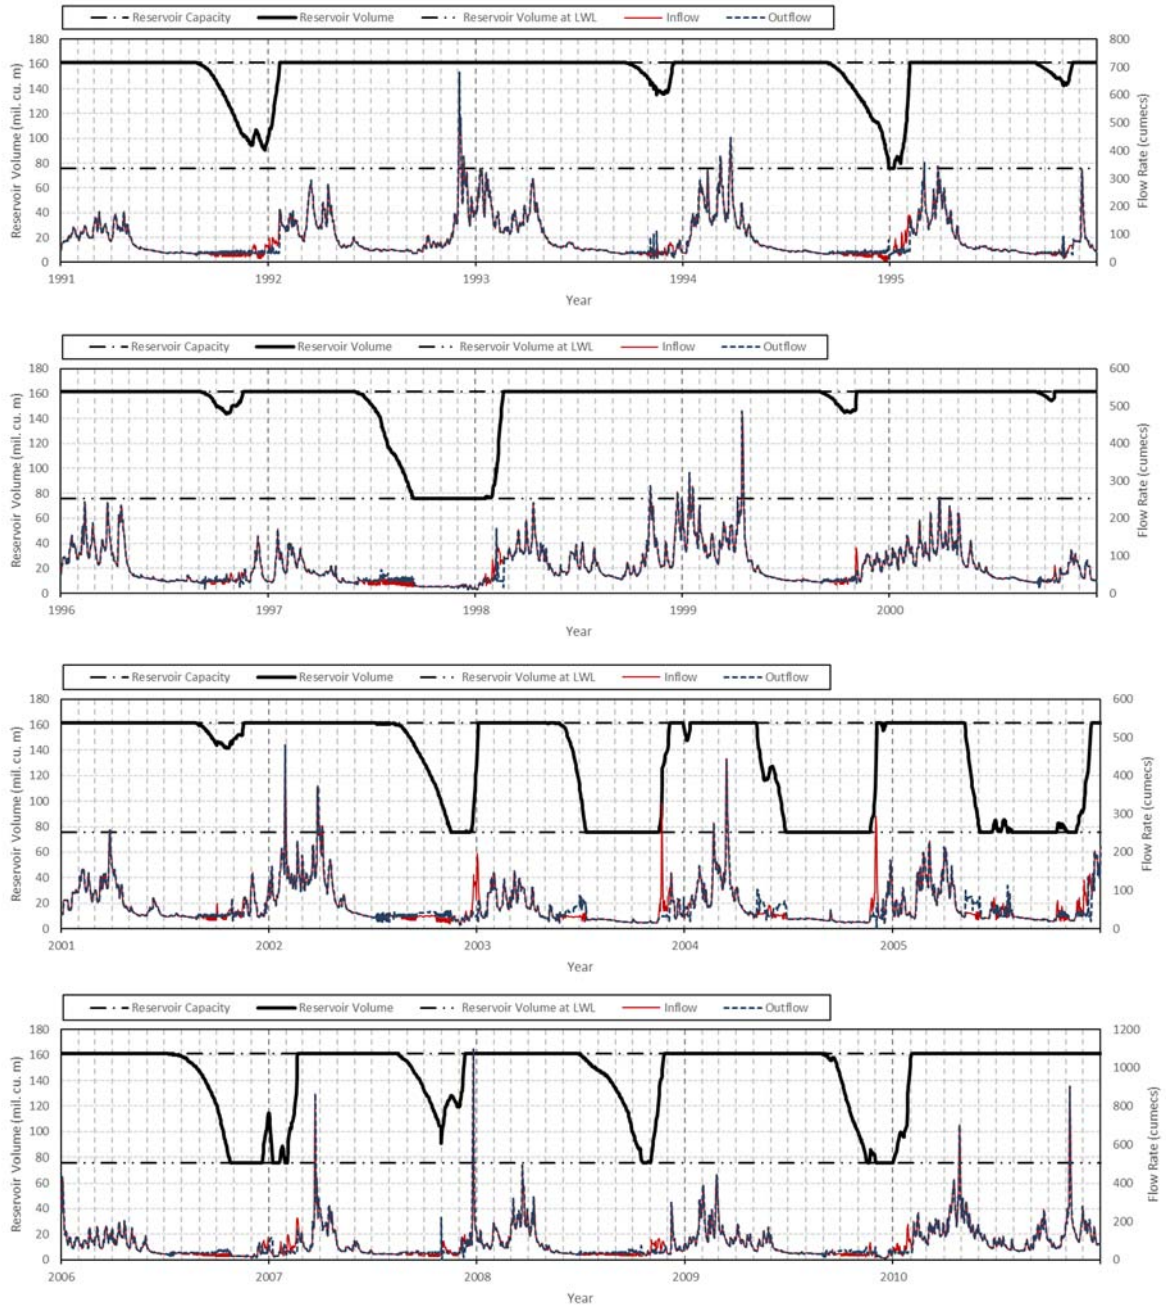 Reservoir Capacity Reservoir Volume Reservoir Volume at LWL Inflow Outflow
180 800
160 700
140 600
120 500
100 400
80 300
60 200
40 100
20 0
0
Reservoir Volume (mil. cu. m)
Flow Rate (cumecs)
1991 1992 1993 1994 1995
Year
Reservoir Capacity Reservoir Volume Reservoir Volume at LWL Inflow Outflow
180 600
160 500
140 400
120 300
100 200
80 100
60 0
40
20
0
Reservoir Volume (mil. cu. m)
Flow Rate (cumecs)
1996 1997 1998 1999 2000
Year
Reservoir Capacity Reservoir Volume Reservoir Volume at LWL Inflow Outflow
180 600
160 500
140 400
120 300
100 200
80 100
60 0
40
20
0
Reservoir Volume (mil. cu. m)
Flow Rate (cumecs)
2001 2002 2003 2004 2005
Year
Reservoir Capacity Reservoir Volume Reservoir Volume at LWL Inflow Outflow
180 1200
160 1000
140 800
120 600
100 400
80 200
60 0
40
20
0
Reservoir Volume (mil. cu. m)
Flow Rate (cumecs)
2006 2007 2008 2009 2010
Year